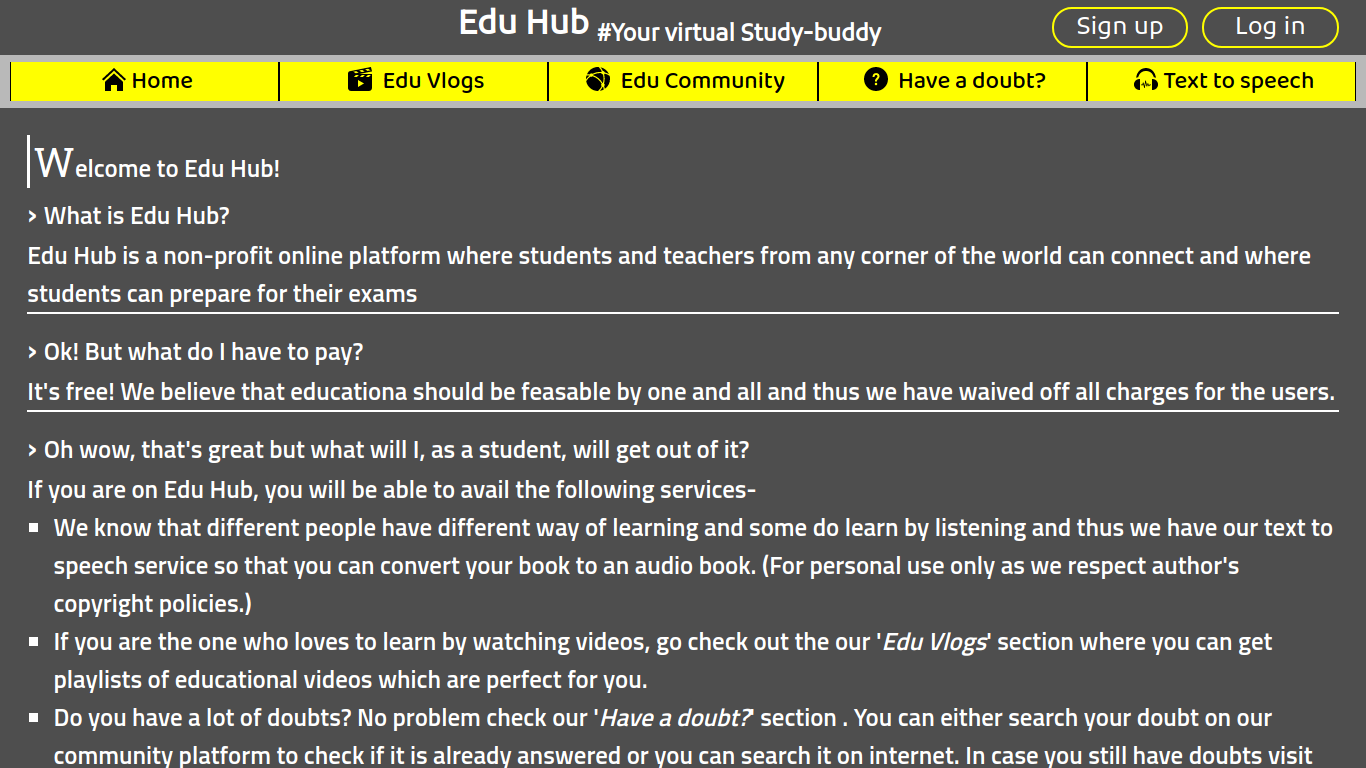 Edu Hub #Your virtual Study-buddy Sign up Log in
Home Edu Vlogs Edu Community Have a doubt? Text to speech
Welcome to Edu Hub!
› What is Edu Hub?
Edu Hub is a non-profit online platform where students and teachers from any corner of the world can connect and where
students can prepare for their exams
› Ok! But what do I have to pay?
It's free! We believe that educationa should be feasable by one and all and thus we have waived off all charges for the users.
› Oh wow, that's great but what will I, as a student, will get out of it?
If you are on Edu Hub, you will be able to avail the following services-
▪ We know that different people have different way of learning and some do learn by listening and thus we have our text to
speech service so that you can convert your book to an audio book. (For personal use only as we respect author's
copyright policies.)
▪ If you are the one who loves to learn by watching videos, go check out the our 'Edu Vlogs' section where you can get
playlists of educational videos which are perfect for you.
▪ Do you have a lot of doubts? No problem check our 'Have a doubt?' section . You can either search your doubt on our
community platform to check if it is already answered or you can search it on internet. In case you still have doubts visit